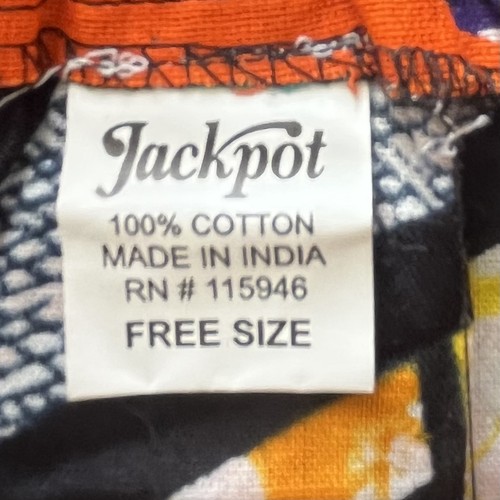 Jackpot
100% COTTON
MADE IN INDIA
RN # 115946
FREE SIZE